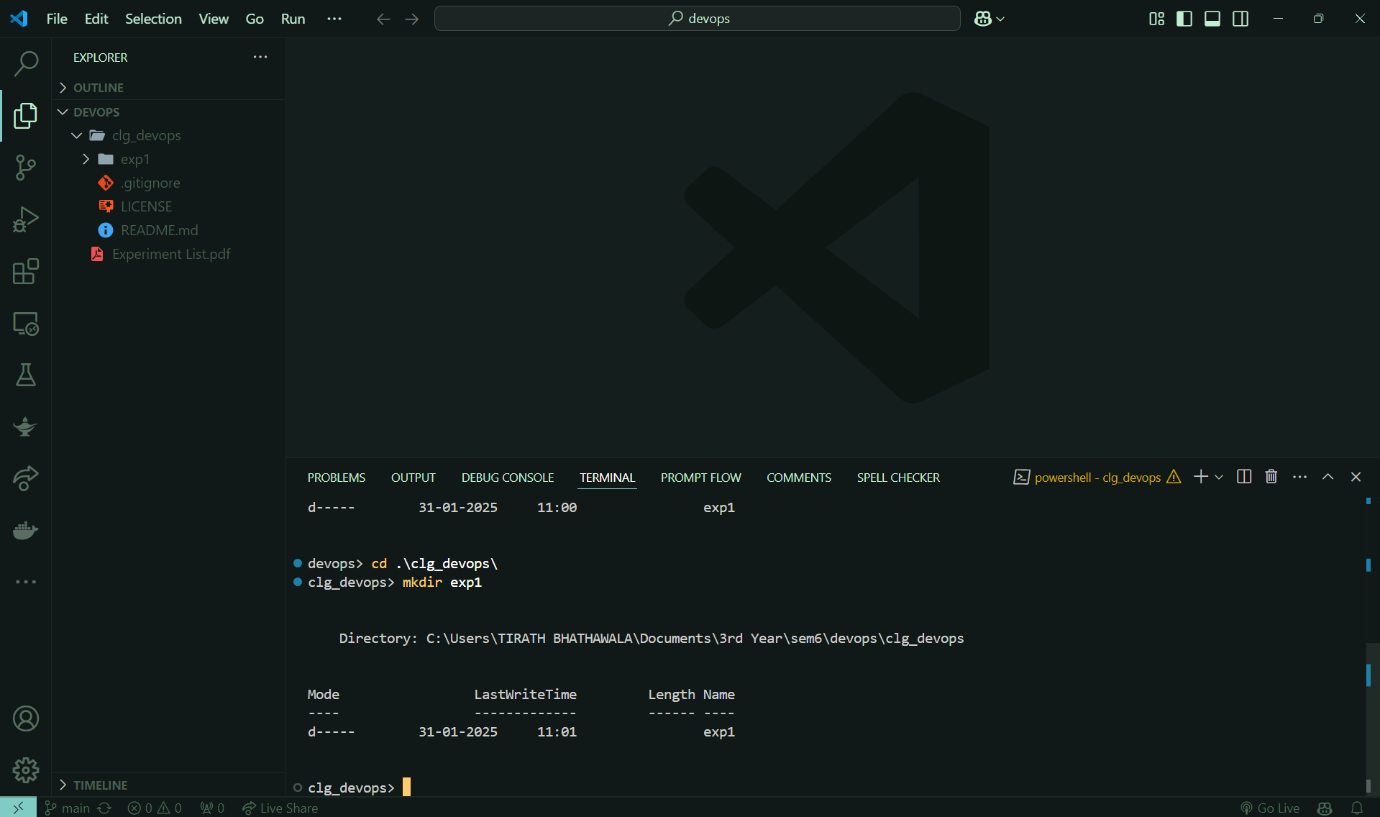 File Edit Selection View Go Run ···
devops
EXPLORER ···
OUTLINE
DEVOPS
clg_devops
exp1
.gitignore
LICENSE
README.md
Experiment List.pdf
TIMELINE
PROBLEMS OUTPUT DEBUG CONSOLE TERMINAL PROMPT FLOW COMMENTS SPELL CHECKER powershell - clg_devops
d----- 31-01-2025 11:00 exp1
devops> cd .\clg_devops\
clg_devops> mkdir exp1
Directory: C:\Users\TIRATH BHATHAWALA\Documents\3rd Year\sem6\devops\clg_devops
Mode LastWriteTime Length Name
---- ------------- ------ ----
d----- 31-01-2025 11:01 exp1
clg_devops>
main 0 0 0 Live Share Go Live